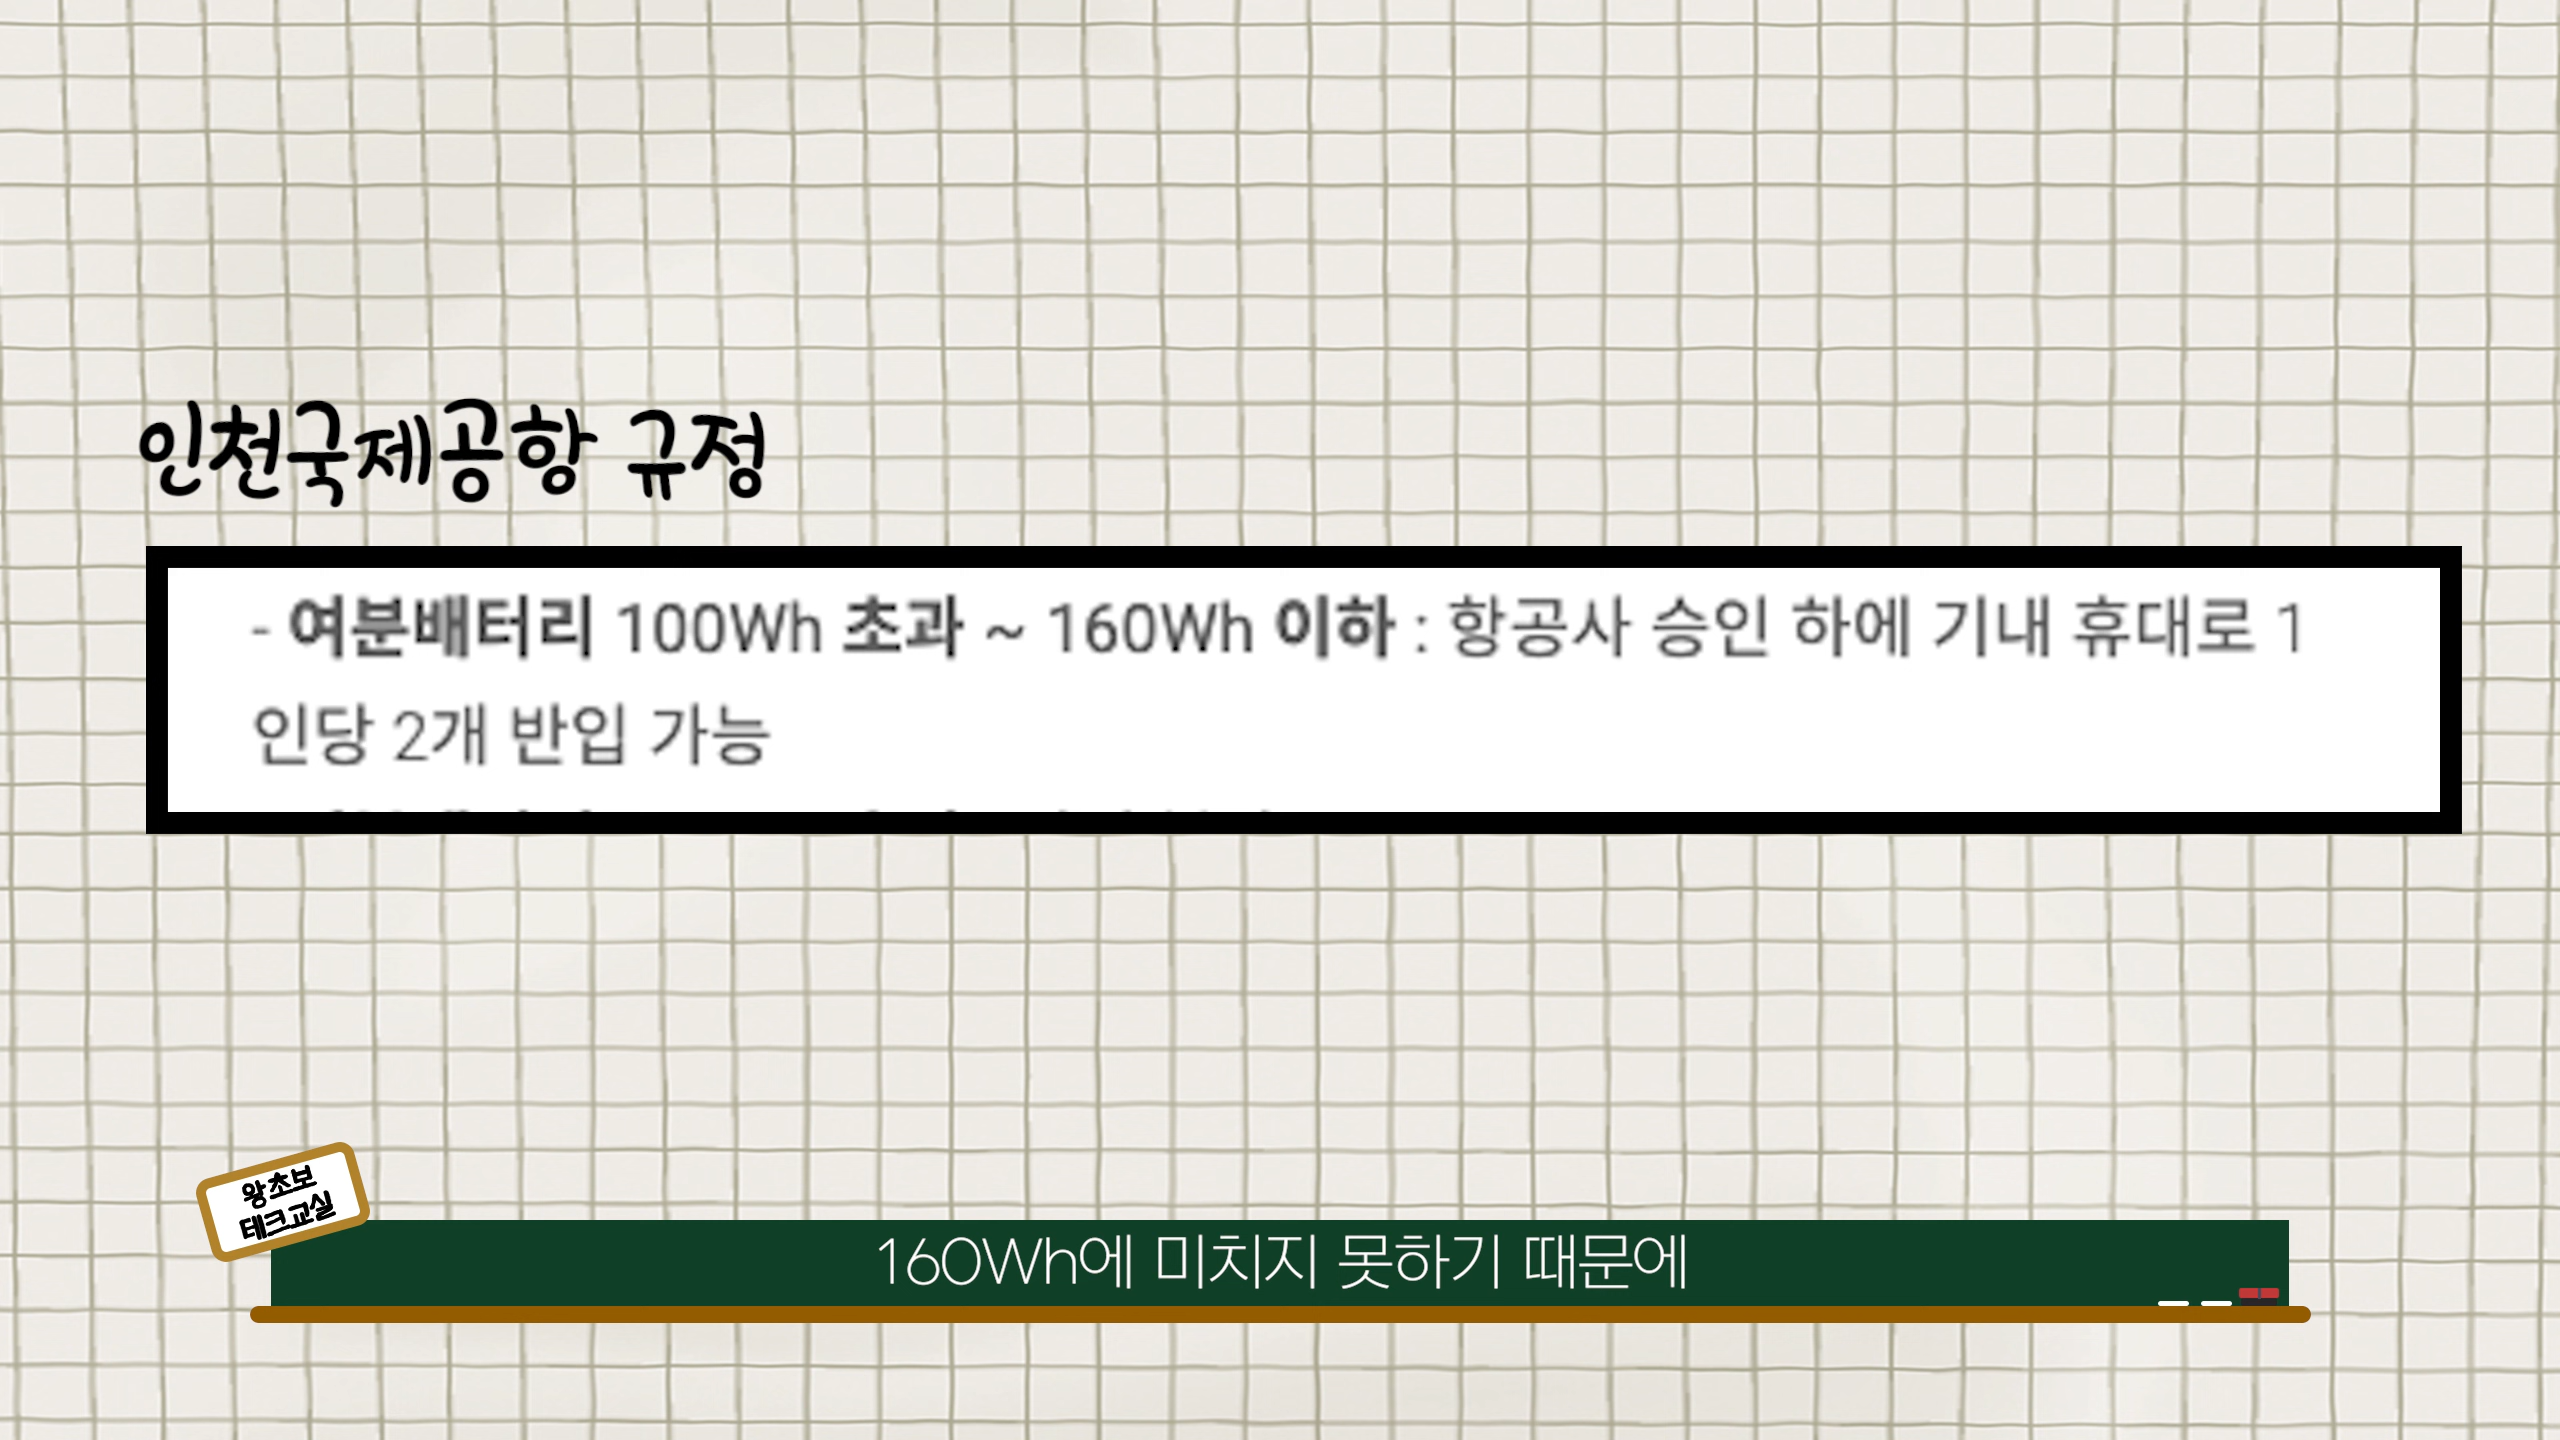 인천국제공항 규정
- 여분배터리 100Wh 초과 ~ 160Wh 이하 : 항공사 승인 하에 기내 휴대로 1
인당 2개 반입 가능
왕초보
테크교실
160Wh에 미치지 못하기 때문에